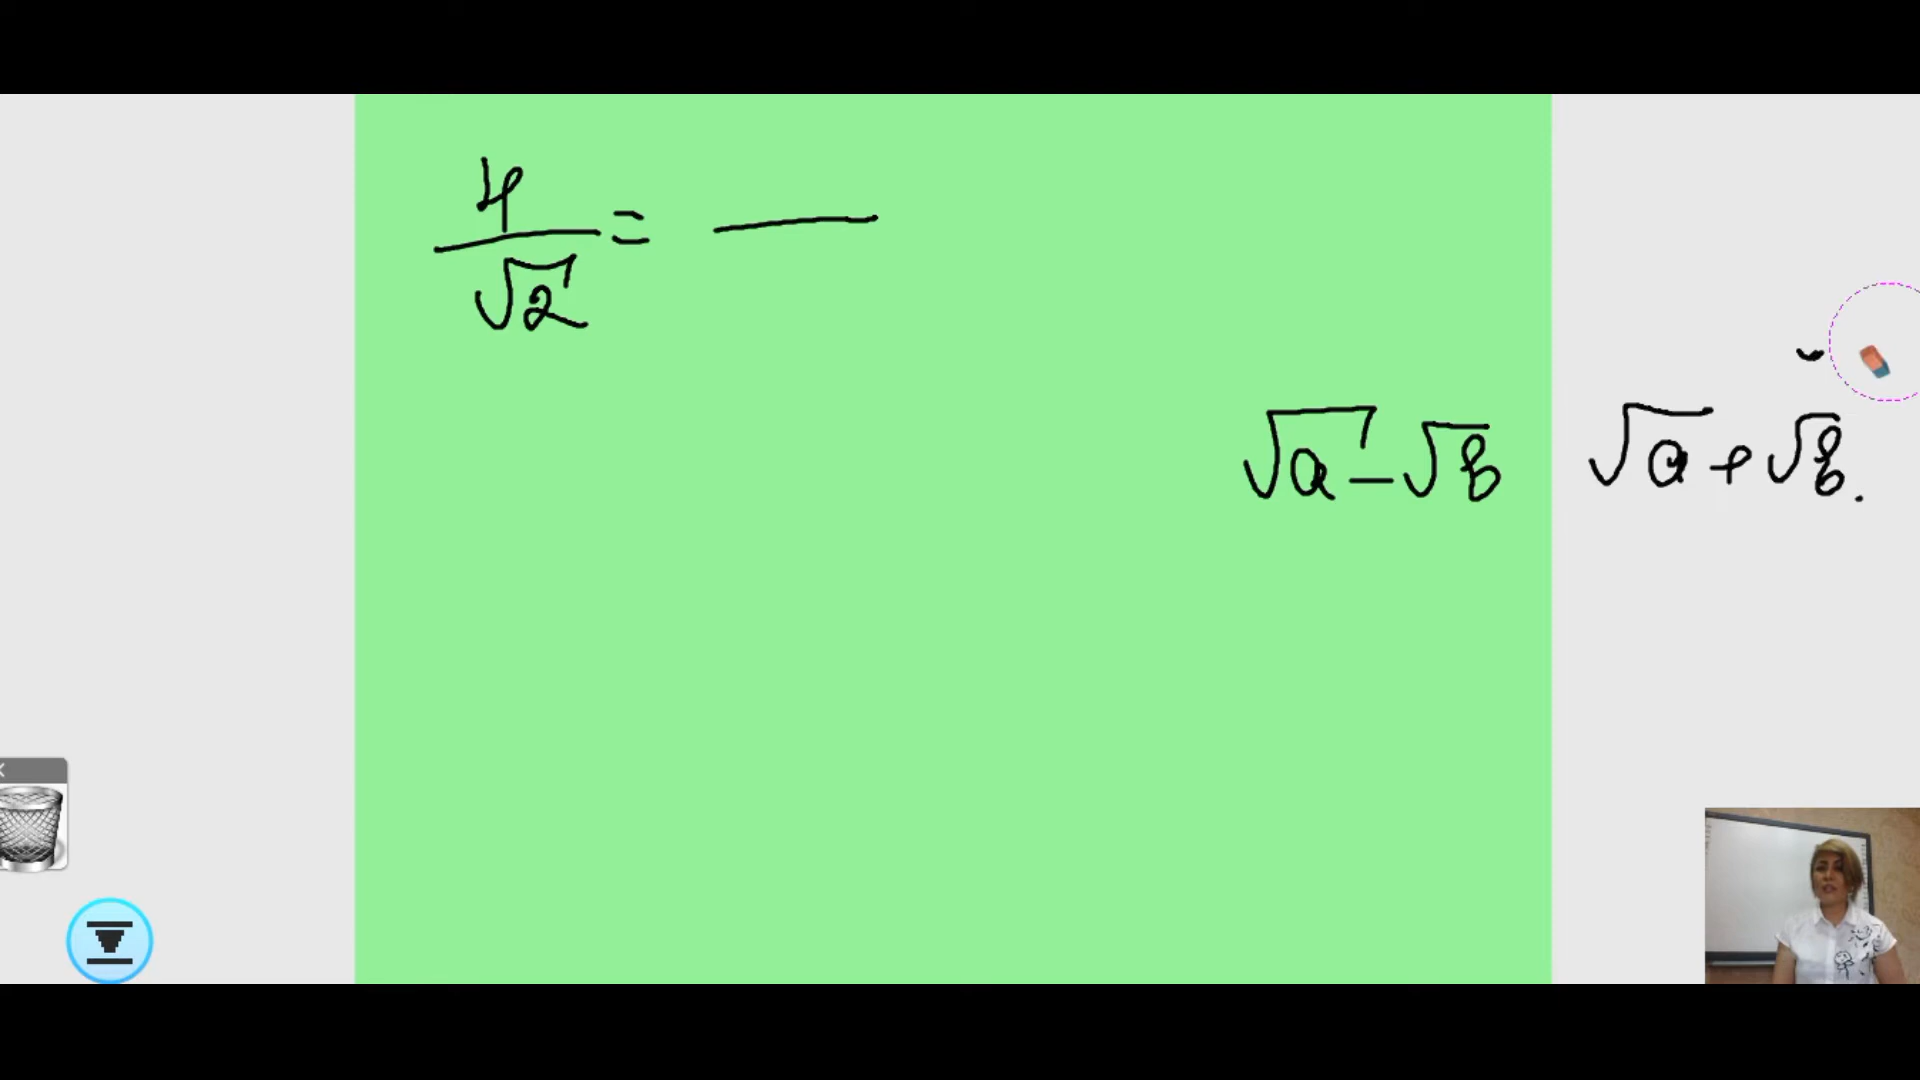 4/√2 = —
√a − √b √a + √b.